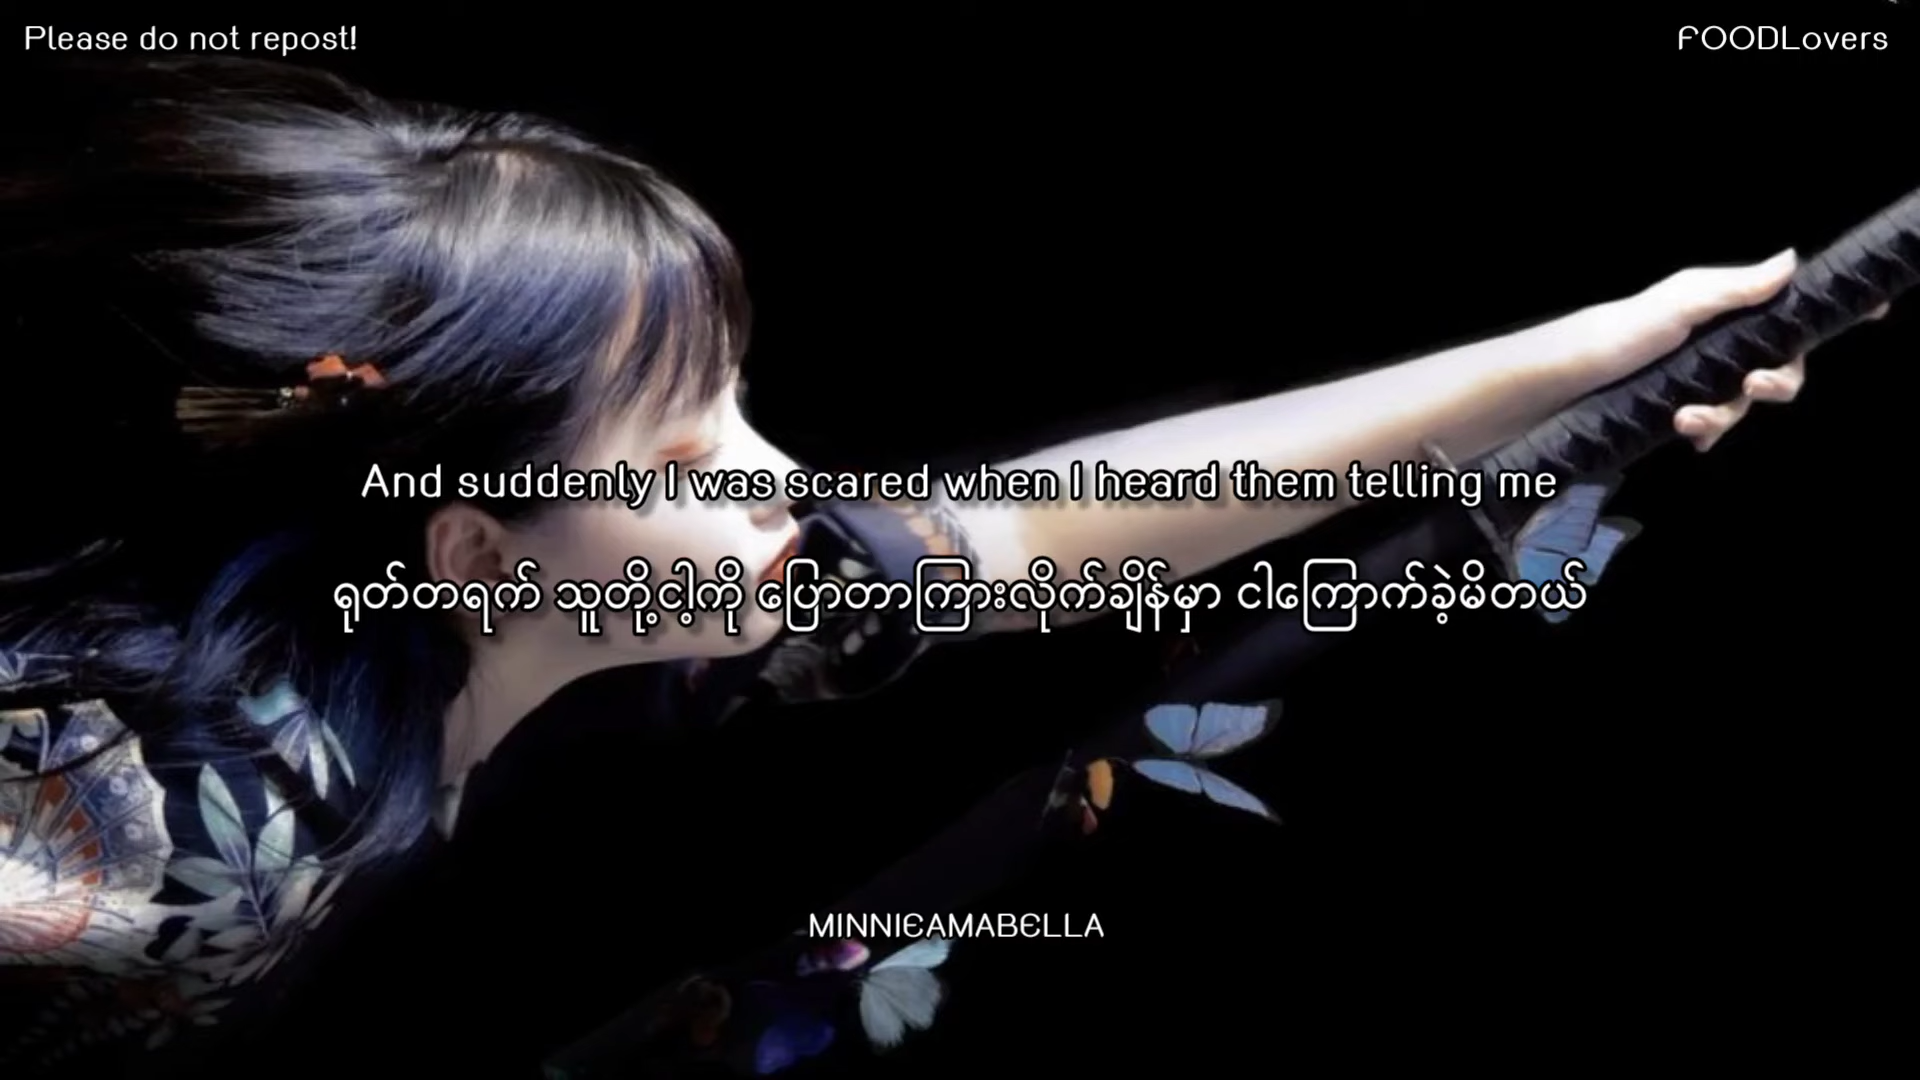 Please do not repost!
FOODLovers
And suddenly I was scared when I heard them telling me
ရုတ်တရက် သူတို့ငါ့ကို ပြောတာကြားလိုက်ချိန်မှာ ငါကြောက်ခဲ့မိတယ်
MINNIEAMABELLA